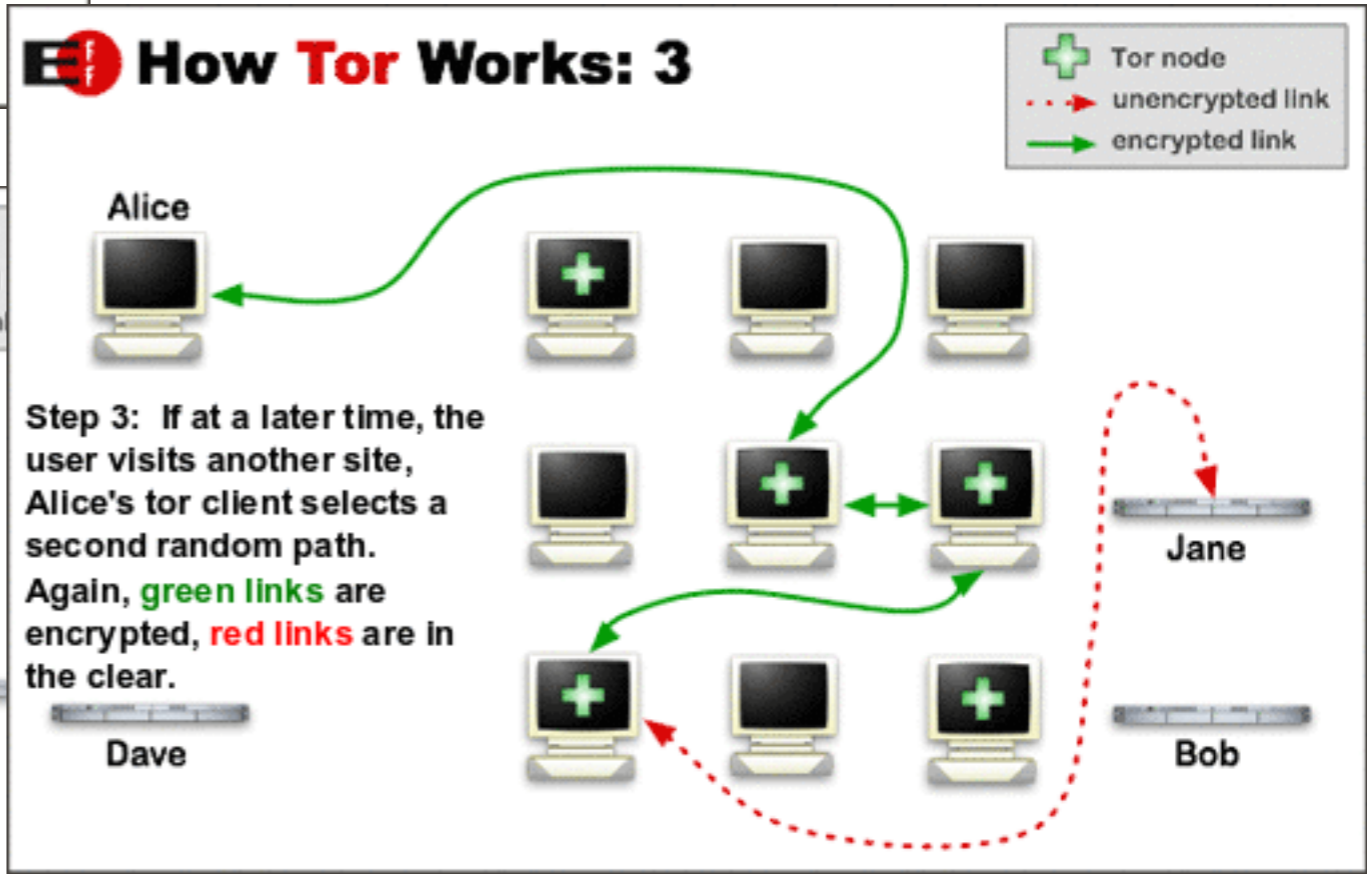 EFF How Tor Works: 3
Tor node
unencrypted link
encrypted link
Alice
Step 3: If at a later time, the
user visits another site,
Alice's tor client selects a
second random path.
Again, green links are
encrypted, red links are in
the clear.
Jane
Dave
Bob